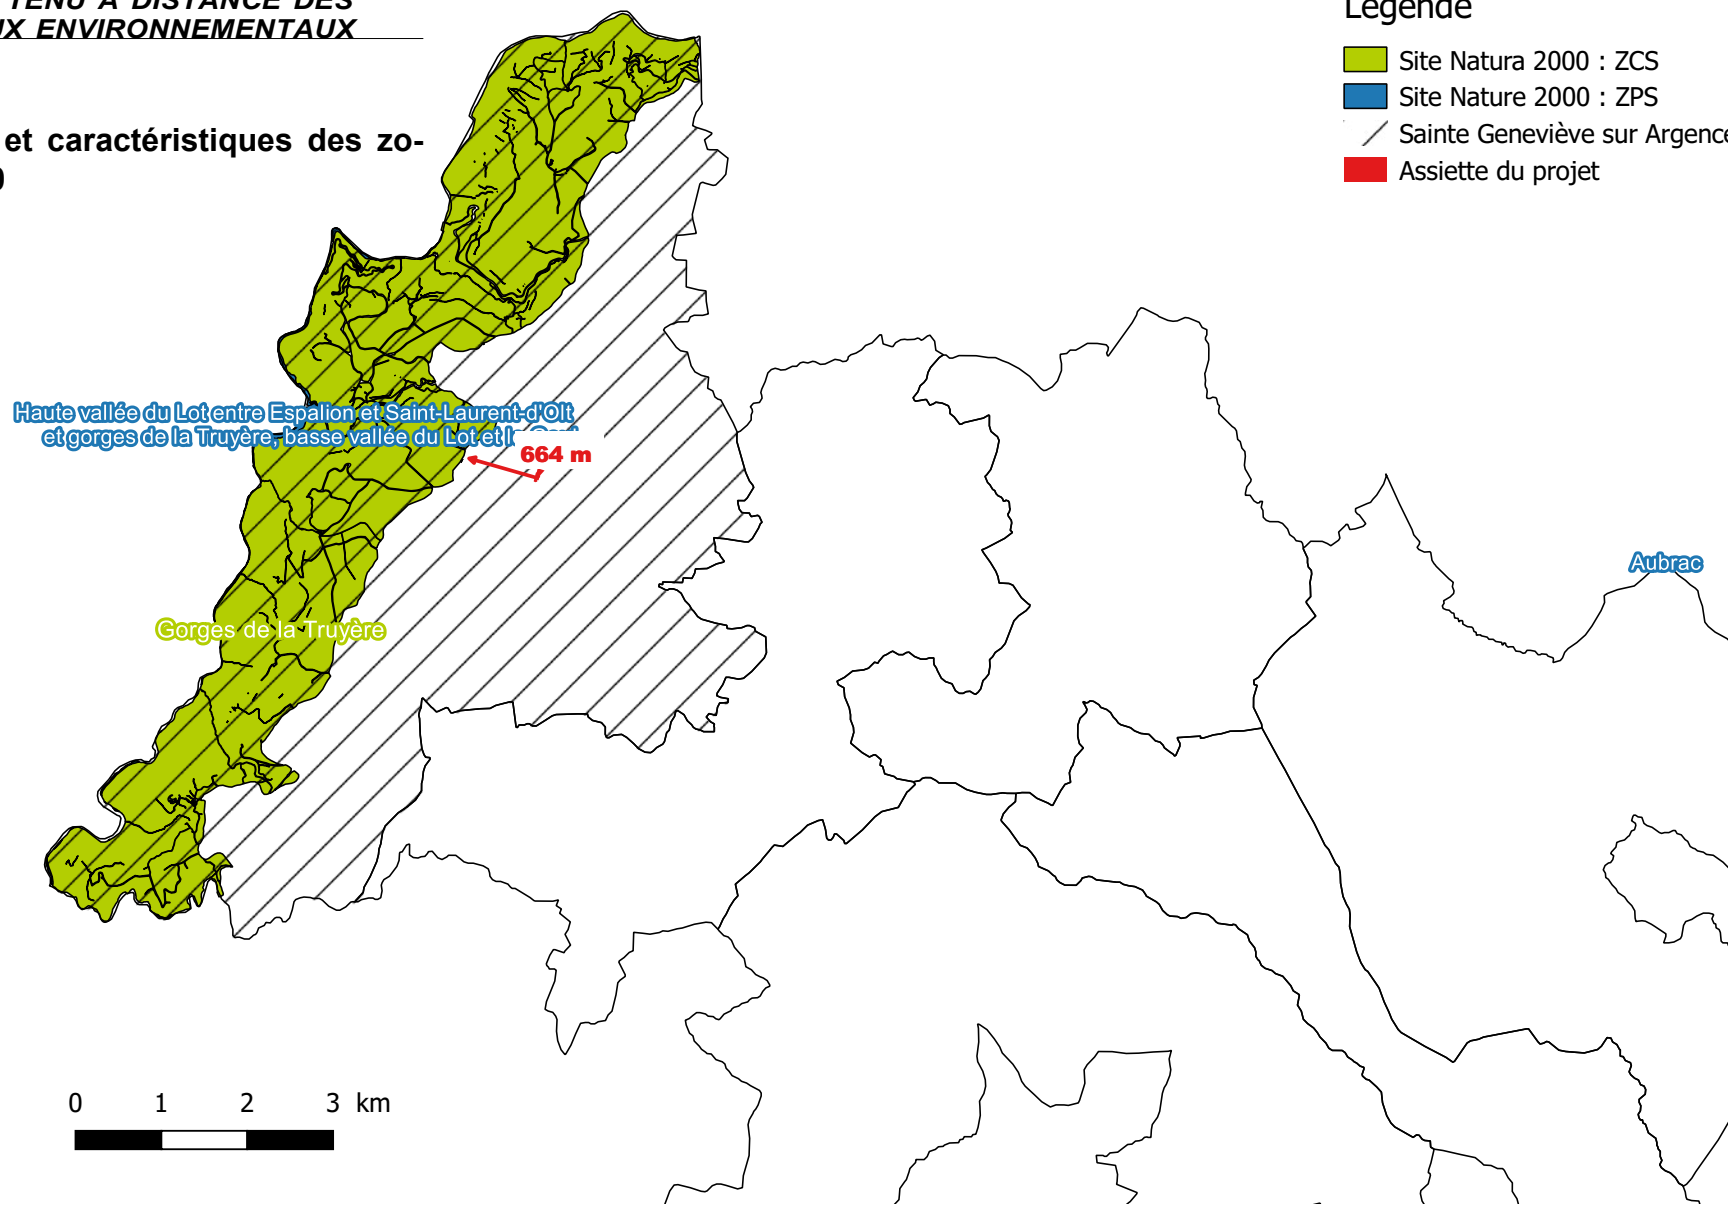 TENU À DISTANCE DES
UX ENVIRONNEMENTAUX
et caractéristiques des zo-
0
Légende
Site Natura 2000 : ZCS
Site Nature 2000 : ZPS
Sainte Geneviève sur Argence
Assiette du projet
Haute vallée du Lot entre Espalion et Saint-Laurent-d'Olt
et gorges de la Truyère, basse vallée du Lot et
664 m
Aubrac
Gorges de la Truyère
0 1 2 3 km